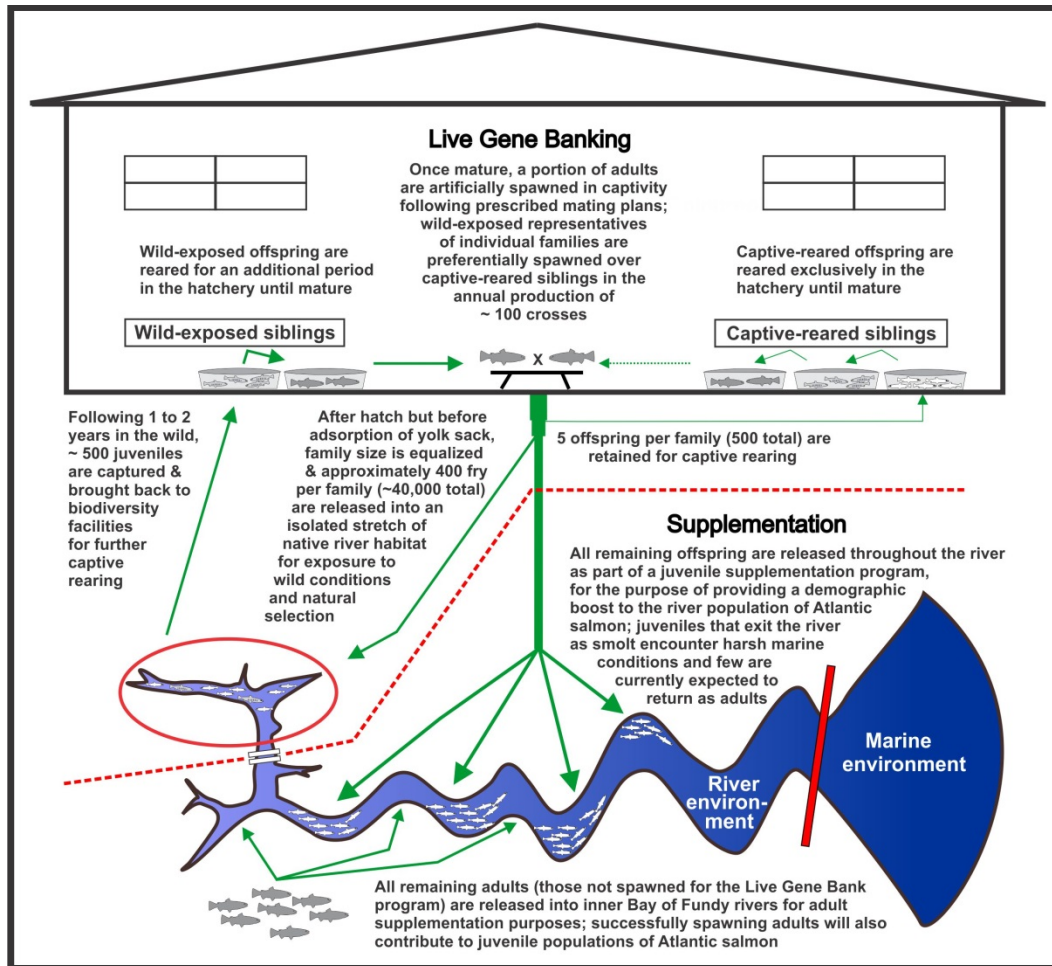 Live Gene Banking
Once mature, a portion of adults
are artificially spawned in captivity
following prescribed mating plans;
wild-exposed representatives
of individual families are
preferentially spawned over
captive-reared siblings in the
annual production of
~ 100 crosses
Wild-exposed offspring are
reared for an additional period
in the hatchery until mature
Captive-reared offspring are
reared exclusively in the
hatchery until mature
Wild-exposed siblings
X
Captive-reared siblings
Following 1 to 2
years in the wild,
~ 500 juveniles
are captured &
brought back to
biodiversity
facilities
for further
captive
rearing
After hatch but before
adsorption of yolk sack,
family size is equalized
& approximately 400 fry
per family (~40,000 total)
are released into an
isolated stretch of
native river habitat
for exposure to
wild conditions
and natural
selection
5 offspring per family (500 total) are
retained for captive rearing
Supplementation
All remaining offspring are released throughout the river
as part of a juvenile supplementation program,
for the purpose of providing a demographic
boost to the river population of Atlantic
salmon; juveniles that exit the river
as smolt encounter harsh marine
conditions and few are
currently expected to
return as adults
River
environ-
ment
Marine
environment
All remaining adults (those not spawned for the Live Gene Bank
program) are released into inner Bay of Fundy rivers for adult
supplementation purposes; successfully spawning adults will also
contribute to juvenile populations of Atlantic salmon